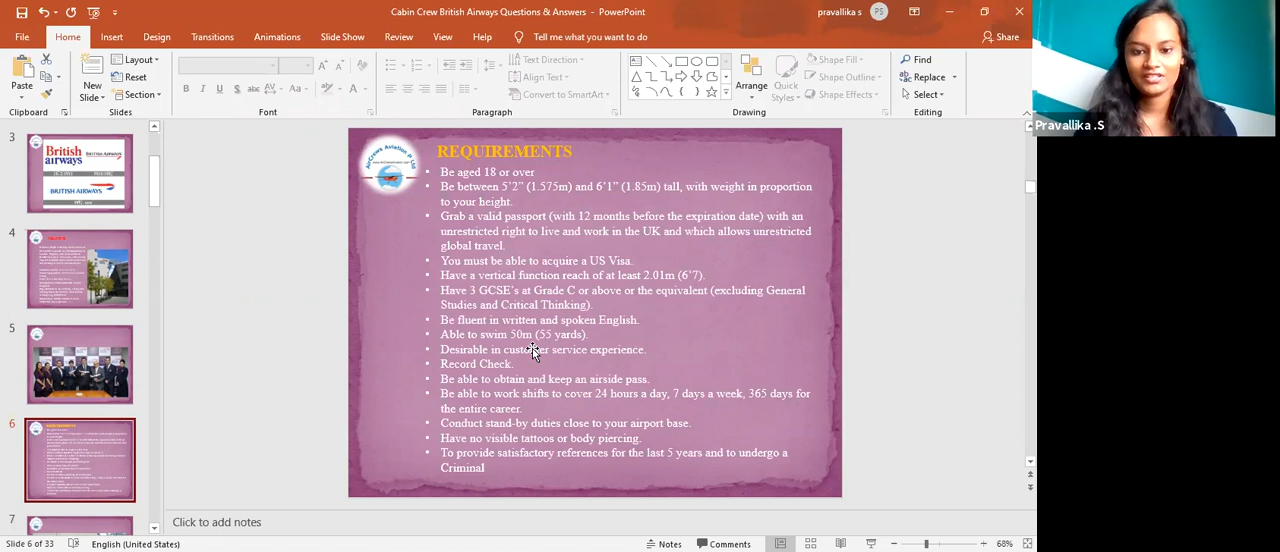 Cabin Crew British Airways Questions & Answers - PowerPoint
pravallika s
PS
File
Home
Insert
Design
Transitions
Animations
Slide Show
Review
View
Help
Tell me what you want to do
Share
Paste
New
Slide
Layout
Reset
Section
Text Direction
Align Text
Convert to SmartArt
Arrange
Quick
Styles
Shape Fill
Shape Outline
Shape Effects
Find
Replace
Select
Clipboard
Slides
Font
Paragraph
Drawing
Editing
Pravallika .S
3
British
airways
BRITISH AIRWAYS
BRITISH AIRWAYS
4
5
6
7
AirCrews Aviation P Ltd
REQUIREMENTS
• Be aged 18 or over
• Be between 5’2” (1.575m) and 6’1” (1.85m) tall, with weight in proportion
to your height.
• Grab a valid passport (with 12 months before the expiration date) with an
unrestricted right to live and work in the UK and which allows unrestricted
global travel.
• You must be able to acquire a US Visa.
• Have a vertical function reach of at least 2.01m (6’7).
• Have 3 GCSE’s at Grade C or above or the equivalent (excluding General
Studies and Critical Thinking).
• Be fluent in written and spoken English.
• Able to swim 50m (55 yards).
• Desirable in customer service experience.
• Record Check.
• Be able to obtain and keep an airside pass.
• Be able to work shifts to cover 24 hours a day, 7 days a week, 365 days for
the entire career.
• Conduct stand-by duties close to your airport base.
• Have no visible tattoos or body piercing.
• To provide satisfactory references for the last 5 years and to undergo a
Criminal
Click to add notes
Slide 6 of 33
English (United States)
Notes
Comments
68%